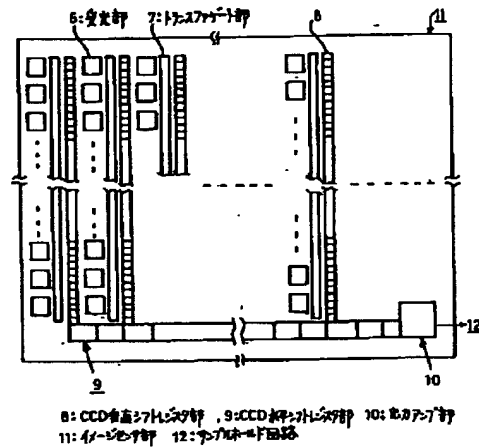 6:受光部 7:トランスファゲート部 8 11
12
9 10
8:CCD垂直シフトレジスタ部 , 9:CCD水平シフトレジスタ部 10:出力アンプ部
11:イメージセンサ部 12:サンプルホールド回路